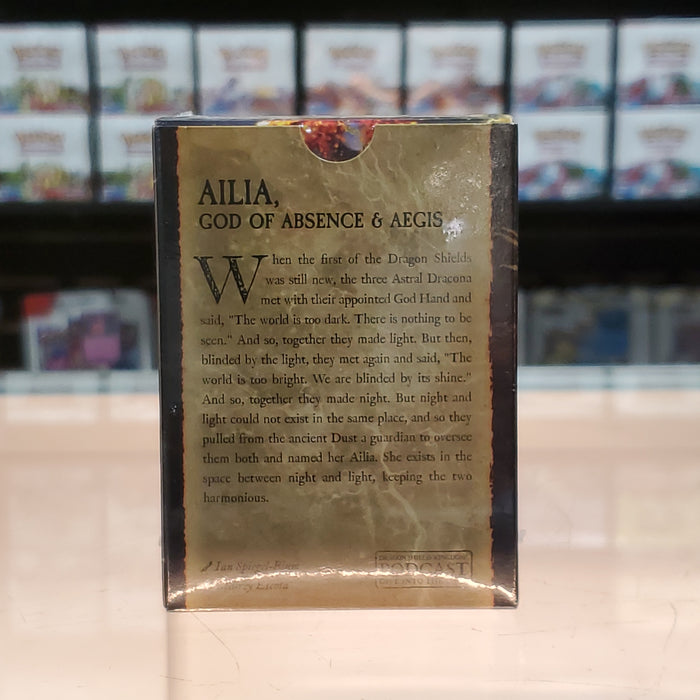 AILIA,
GOD OF ABSENCE & AEGIS
When the first of the Dragon Shields
was still new, the three Astral Dracona
met with their appointed God Hand and
said, "The world is too dark. There is nothing to be
seen." And so, together they made light. But then,
blinded by the light, they met again and said, "The
world is too bright. We are blinded by its shine."
And so, together they made night. But night and
light could not exist in the same place, and so they
pulled from the ancient Dust a guardian to oversee
them both and named her Ailia. She exists in the
space between night and light, keeping the two
harmonious.
Ian Spiegel-Blum
PODCAST